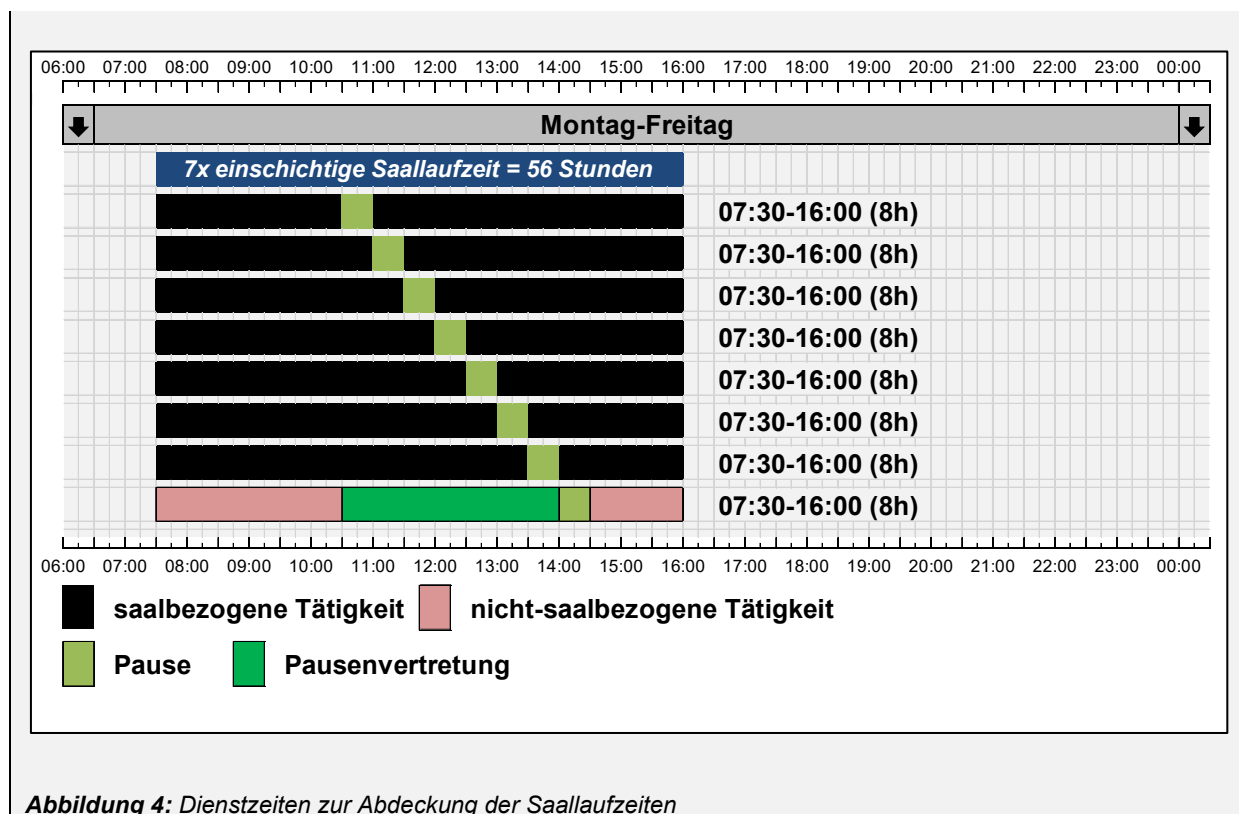 06:00 07:00 08:00 09:00 10:00 11:00 12:00 13:00 14:00 15:00 16:00 17:00 18:00 19:00 20:00 21:00 22:00 23:00 00:00
Montag-Freitag
7x einschichtige Saallaufzeit = 56 Stunden
07:30-16:00 (8h)
07:30-16:00 (8h)
07:30-16:00 (8h)
07:30-16:00 (8h)
07:30-16:00 (8h)
07:30-16:00 (8h)
07:30-16:00 (8h)
07:30-16:00 (8h)
06:00 07:00 08:00 09:00 10:00 11:00 12:00 13:00 14:00 15:00 16:00 17:00 18:00 19:00 20:00 21:00 22:00 23:00 00:00
saalbezogene Tätigkeit nicht-saalbezogene Tätigkeit
Pause Pausenvertretung
Abbildung 4: Dienstzeiten zur Abdeckung der Saallaufzeiten